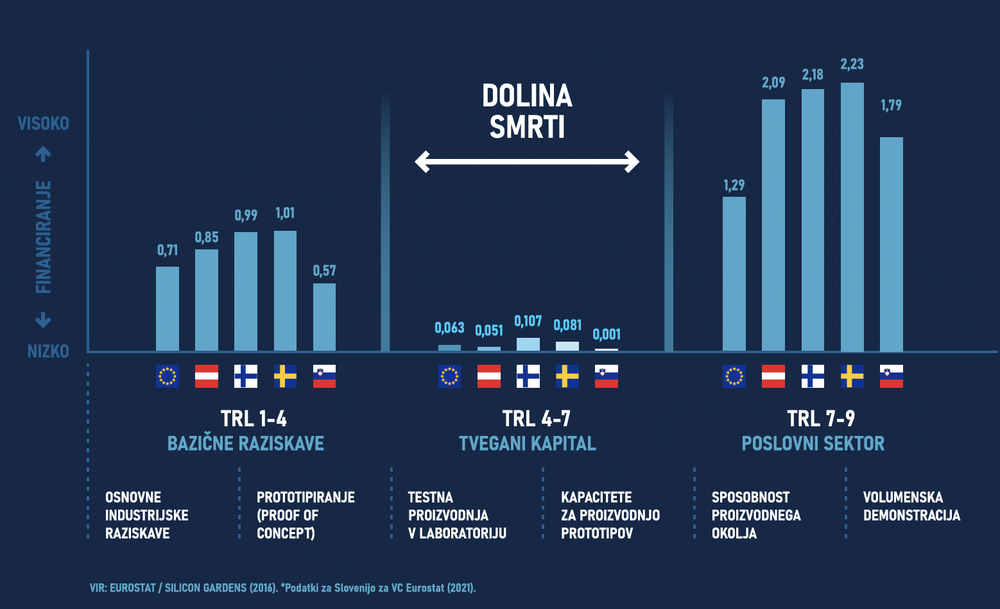 VISOKO
FINANCIRANJE
NIZKO
0,71
0,85
0,99
1,01
0,57
DOLINA
SMRTI
0,063
0,051
0,107
0,081
0,001
1,29
2,09
2,18
2,23
1,79
TRL 1-4
BAZIČNE RAZISKAVE
TRL 4-7
TVEGANI KAPITAL
TRL 7-9
POSLOVNI SEKTOR
OSNOVNE
INDUSTRIJSKE
RAZISKAVE
PROTOTIPIRANJE
(PROOF OF
CONCEPT)
TESTNA
PROIZVODNJA
V LABORATORIJU
KAPACITETE
ZA PROIZVODNJO
PROTOTIPOV
SPOSOBNOST
PROIZVODNEGA
OKOLJA
VOLUMENSKA
DEMONSTRACIJA
VIR: EUROSTAT / SILICON GARDENS (2016). *Podatki za Slovenijo za VC Eurostat (2021).